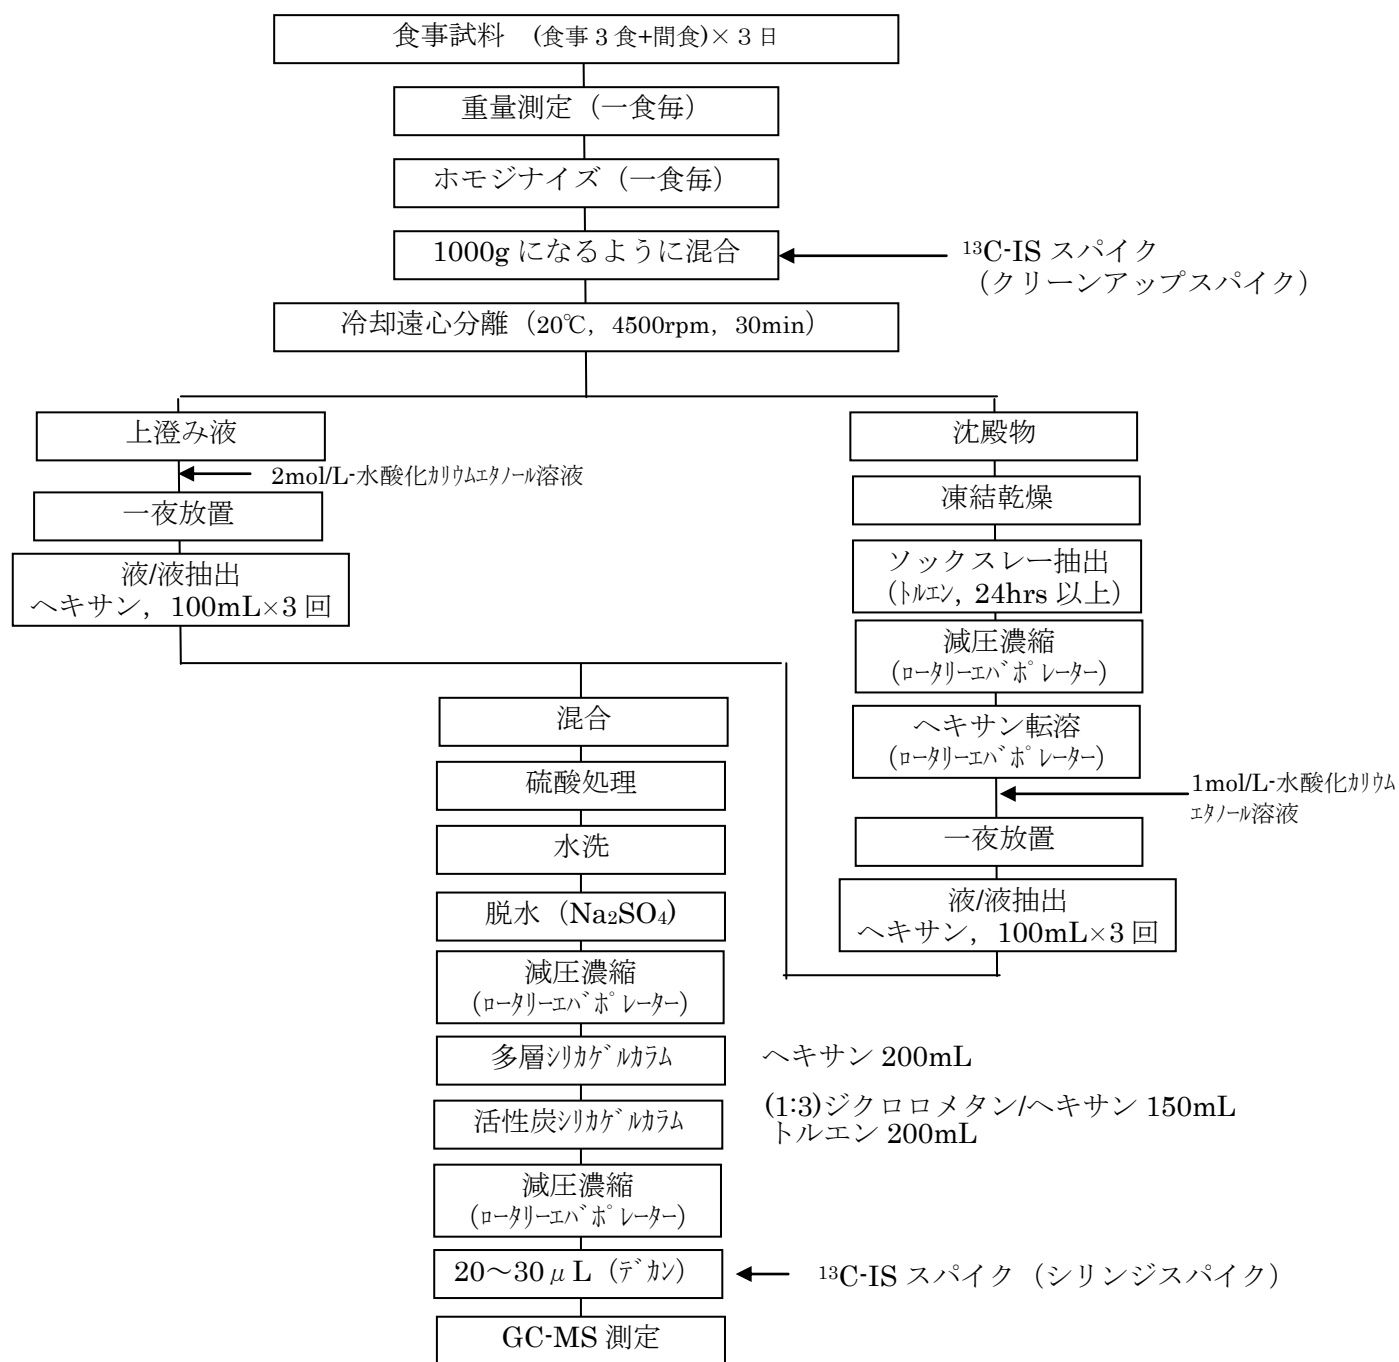 食事試料　(食事３食+間食)×３日
重量測定（一食毎）
ホモジナイズ（一食毎）
1000g になるように混合
¹³C-IS スパイク
（クリーンアップスパイク）
冷却遠心分離（20℃，4500rpm，30min）
上澄み液
2mol/L-水酸化ｶﾘｳﾑｴﾀﾉｰﾙ溶液
一夜放置
液/液抽出
ヘキサン，100mL×3 回
沈殿物
凍結乾燥
ソックスレー抽出
（ﾄﾙｴﾝ，24hrs 以上）
減圧濃縮
（ﾛｰﾀﾘｰｴﾊﾞﾎﾟﾚｰﾀｰ）
ヘキサン転溶
（ﾛｰﾀﾘｰｴﾊﾞﾎﾟﾚｰﾀｰ）
1mol/L-水酸化ｶﾘｳﾑ
ｴﾀﾉｰﾙ溶液
一夜放置
液/液抽出
ヘキサン，100mL×3 回
混合
硫酸処理
水洗
脱水（Na₂SO₄）
減圧濃縮
（ﾛｰﾀﾘｰｴﾊﾞﾎﾟﾚｰﾀｰ）
多層ｼﾘｶｹﾞﾙｶﾗﾑ
ヘキサン 200mL
活性炭ｼﾘｶｹﾞﾙｶﾗﾑ
(1:3)ジクロロメタン/ヘキサン 150mL
トルエン 200mL
減圧濃縮
（ﾛｰﾀﾘｰｴﾊﾞﾎﾟﾚｰﾀｰ）
20～30μL（ﾃﾞｶﾝ）
¹³C-IS スパイク（シリンジスパイク）
GC-MS 測定